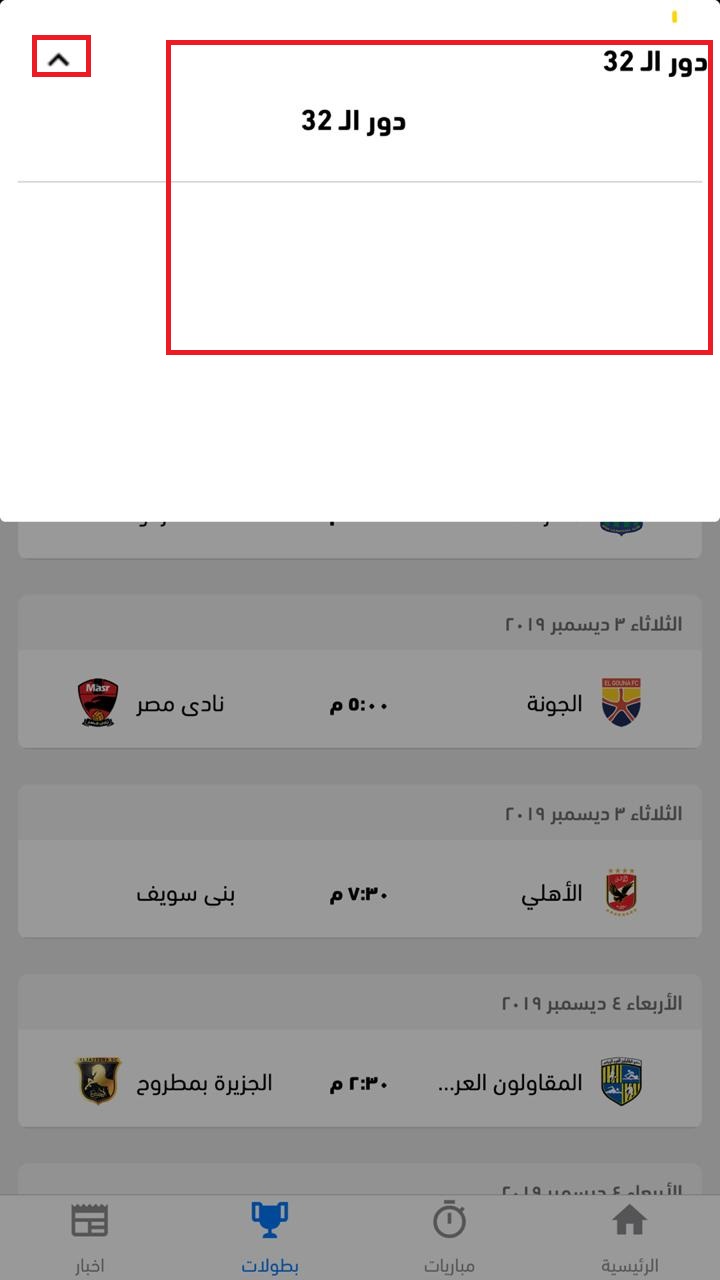 دور الـ 32
دور الـ 32
الثلاثاء ٣ ديسمبر ٢٠١٩
EL GOUNA FC
الجونة
٥:٠٠ م
نادى مصر
Masr
الثلاثاء ٣ ديسمبر ٢٠١٩
الأهلي
٧:٣٠ م
بنى سويف
الأربعاء ٤ ديسمبر ٢٠١٩
المقاولون العر...
٢:٣٠ م
الجزيرة بمطروح
الأربعاء ٤ ديسمبر ٢٠١٩
الرئيسية
مباريات
بطولات
اخبار